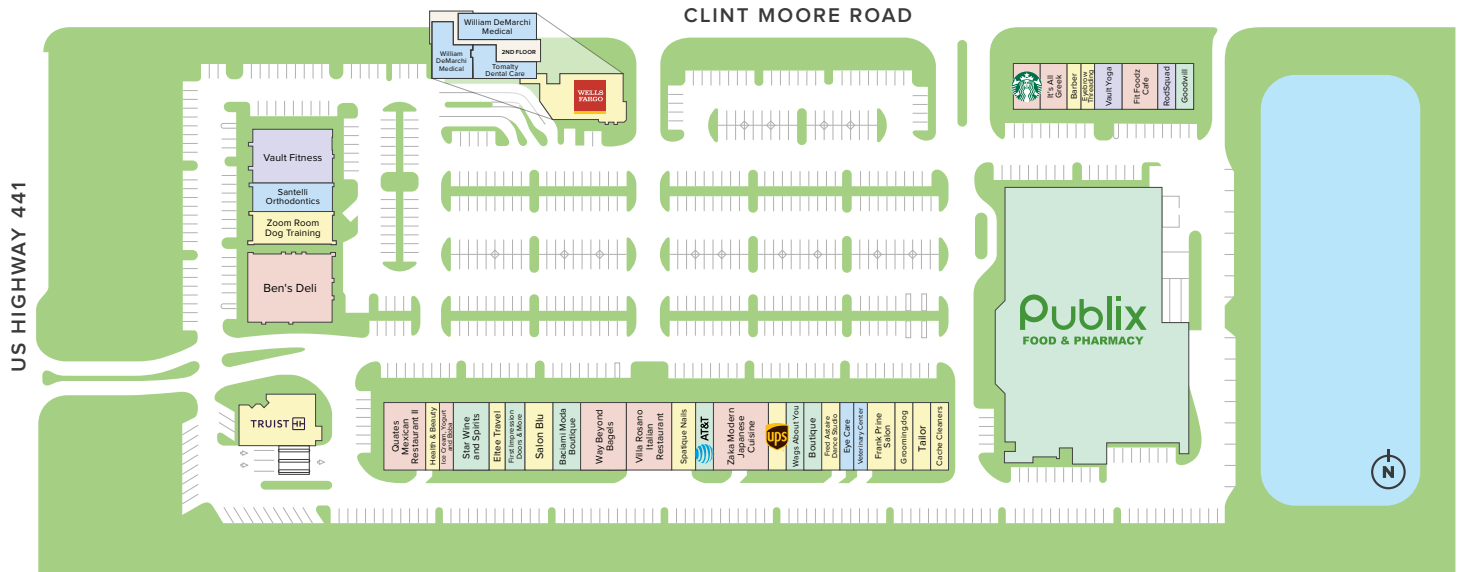 CLINT MOORE ROAD
US HIGHWAY 441
William DeMarchi
Medical
William
DeMarchi
Medical
2ND FLOOR
Tomalty
Dental Care
WELLS
FARGO
It's All
Greek
Barber
Eyebrow
Threading
Vault Yoga
Fit Foodz
Cafe
RodSquad
Goodwill
Vault Fitness
Santelli
Orthodontics
Zoom Room
Dog Training
Ben's Deli
Publix
FOOD & PHARMACY
TRUIST
Quates
Mexican
Restaurant II
Health & Beauty
Ice Cream, Yogurt
and Boba
Star Wine
and Spirits
Eltee Travel
First Impression
Doors & More
Salon Blu
Baciami Moda
Boutique
Way Beyond
Bagels
Villa Rosano
Italian
Restaurant
Spatique Nails
AT&T
Zaka Modern
Japanese
Cuisine
ups
Wags About You
Boutique
Fred Astaire
Dance Studio
Eye Care
Veterinary Center
Frank Prine
Salon
Groomingdog
Tailor
Cache Cleaners
N